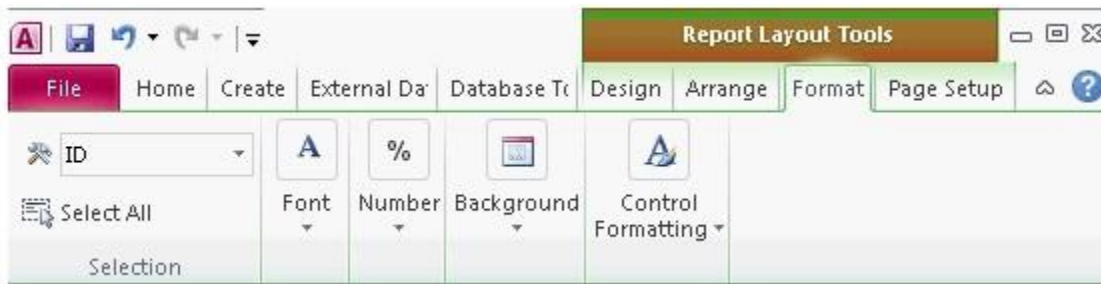 A
Report Layout Tools
File Home Create External Da Database To Design Arrange Format Page Setup ?
ID A %  A
Select All Font Number Background Control
Formatting
Selection